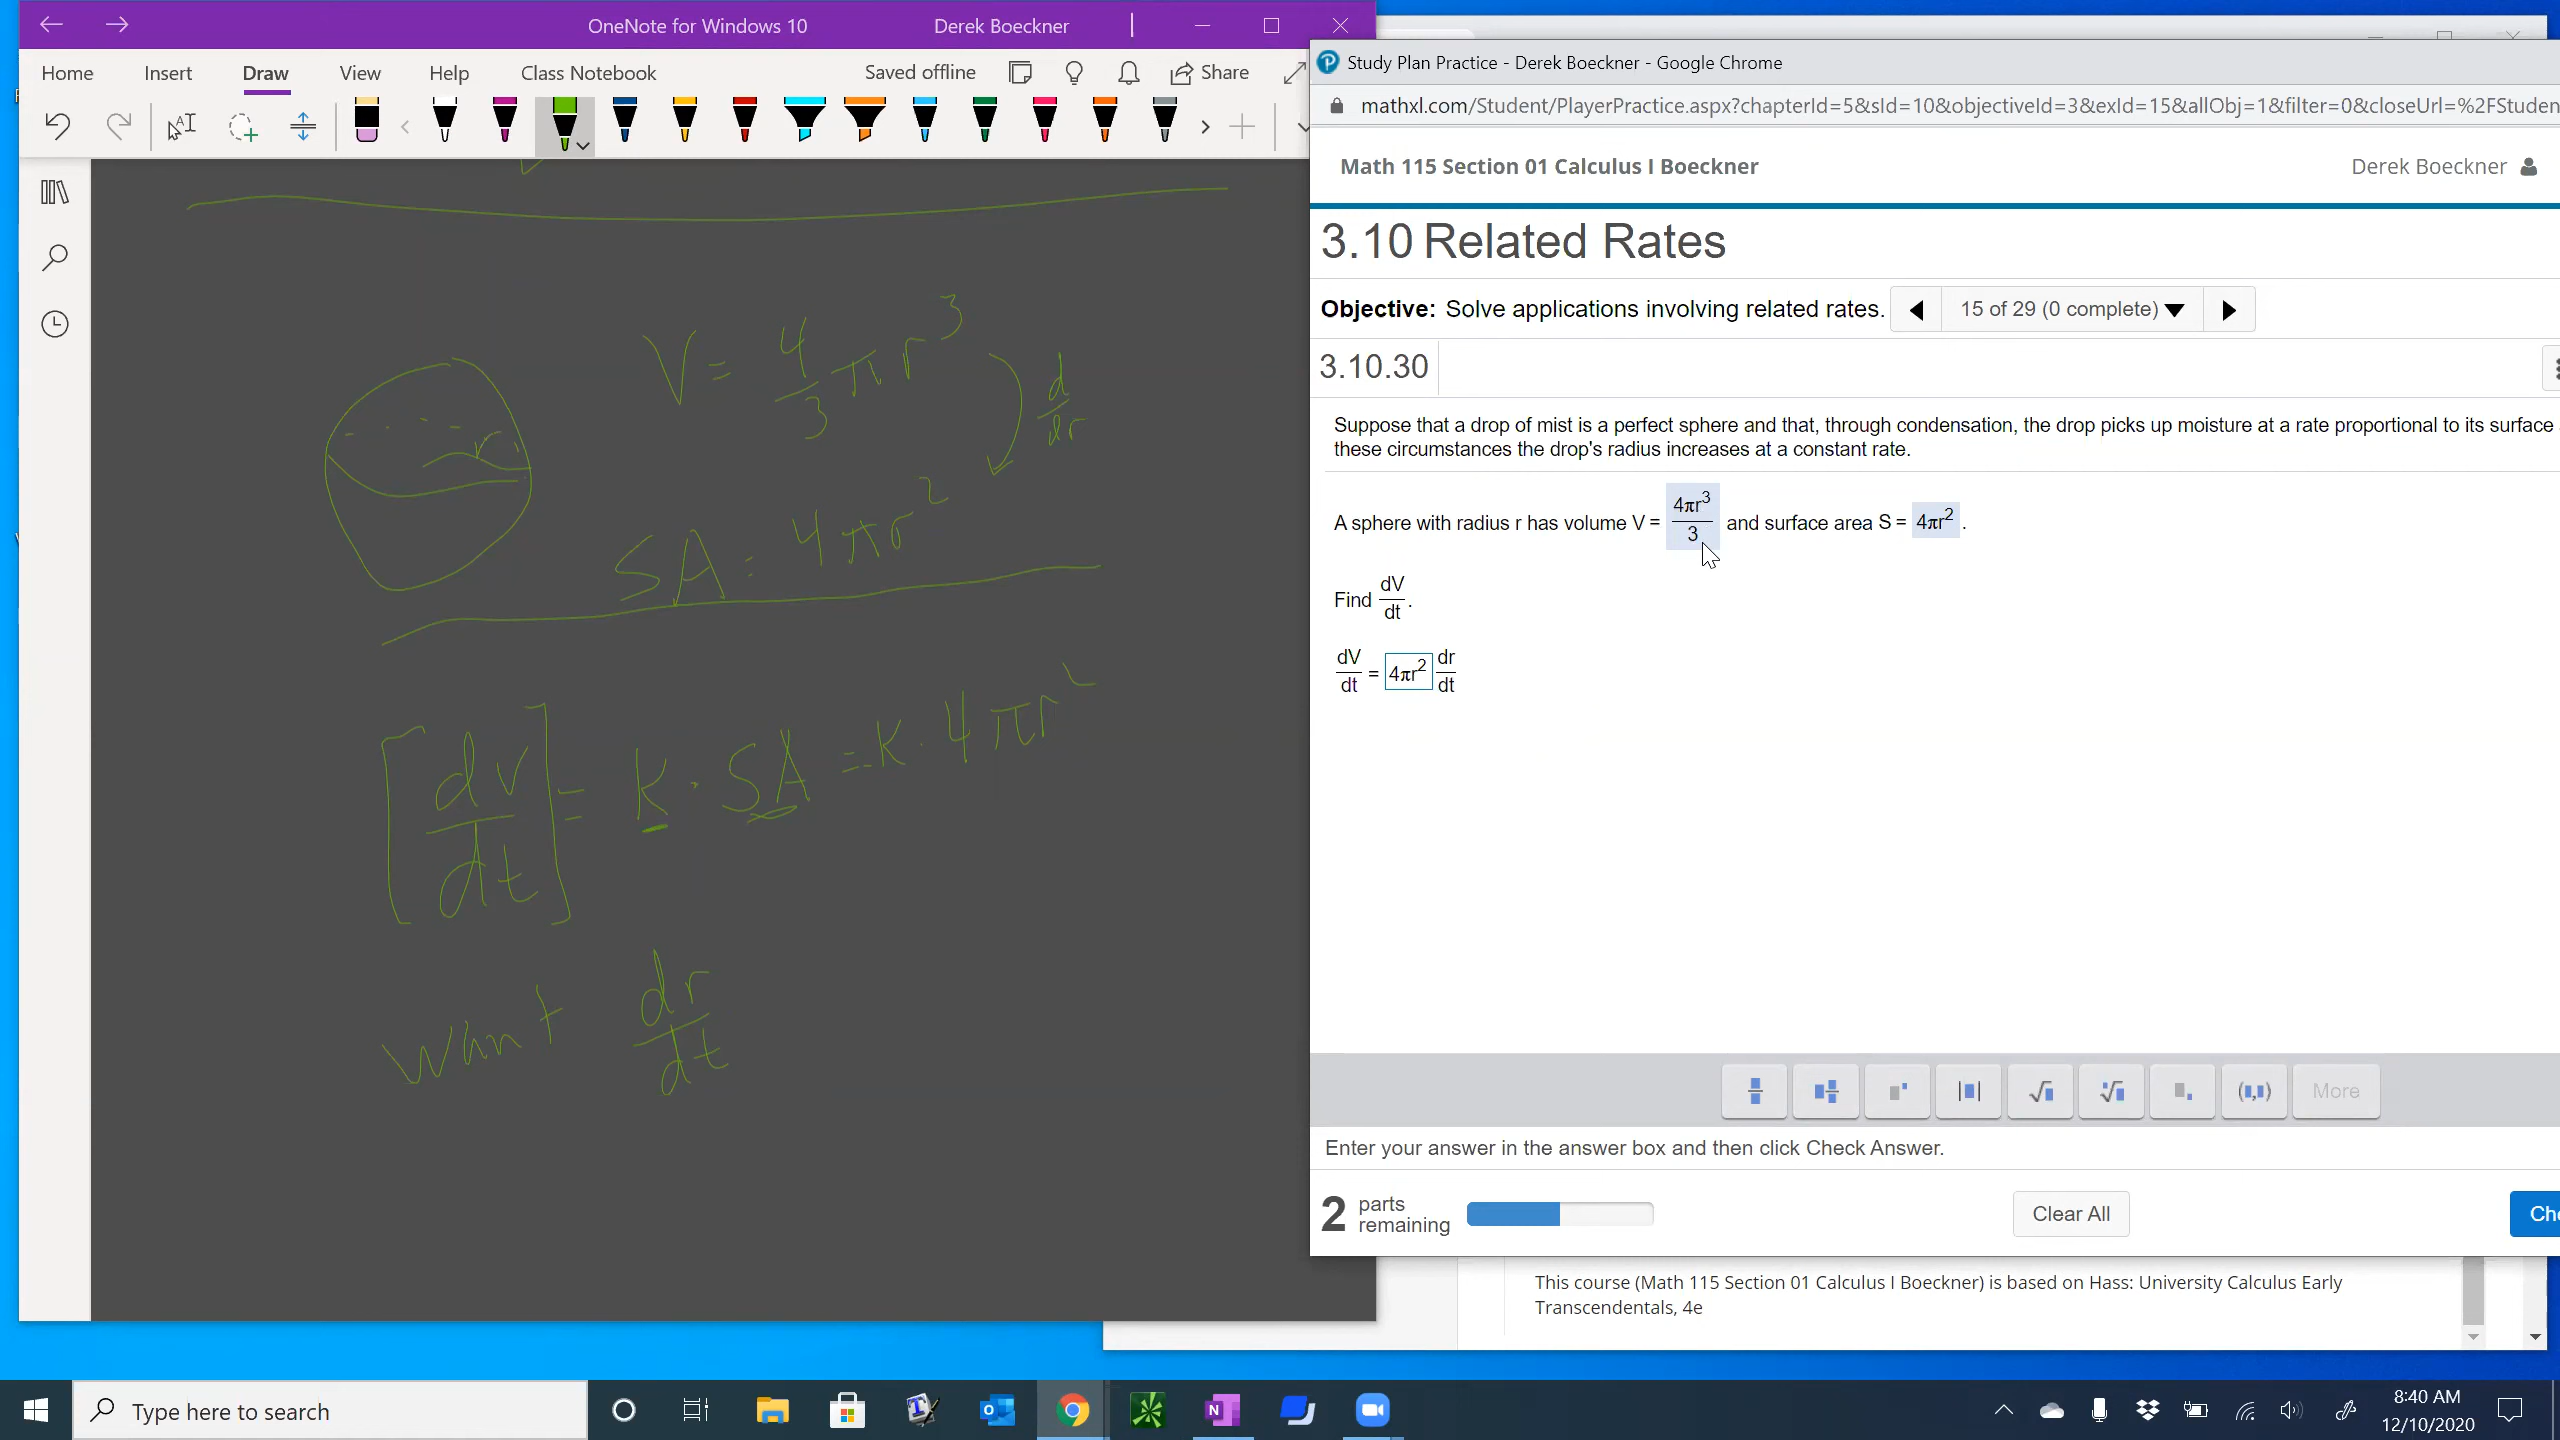 OneNote for Windows 10
Derek Boeckner
Home Insert Draw View Help Class Notebook Saved offline Share
V = 4/3 πr³
d/dr
r
SA = 4πr²
[dv/dt] = K · SA = K · 4πr²
want dr/dt
Study Plan Practice - Derek Boeckner - Google Chrome
mathxl.com/Student/PlayerPractice.aspx?chapterId=5&sId=10&objectiveId=3&exId=15&allObj=1&filter=0&closeUrl=%2FStuden
Math 115 Section 01 Calculus I Boeckner
Derek Boeckner
3.10 Related Rates
Objective: Solve applications involving related rates.
15 of 29 (0 complete)
3.10.30
Suppose that a drop of mist is a perfect sphere and that, through condensation, the drop picks up moisture at a rate proportional to its surface
these circumstances the drop's radius increases at a constant rate.
A sphere with radius r has volume V = 4πr³/3 and surface area S = 4πr².
Find dV/dt.
dV/dt = 4πr² dr/dt
More
Enter your answer in the answer box and then click Check Answer.
2 parts remaining
Clear All
Che
This course (Math 115 Section 01 Calculus I Boeckner) is based on Hass: University Calculus Early
Transcendentals, 4e
Type here to search
8:40 AM
12/10/2020